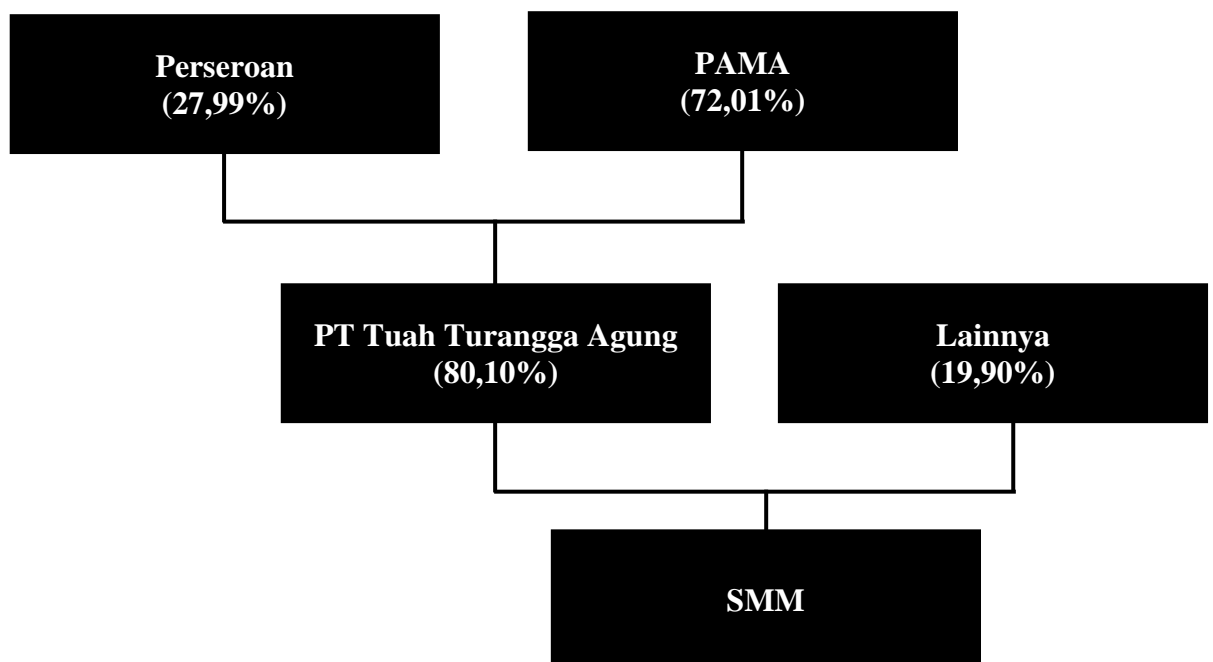 Perseroan
(27,99%)
PAMA
(72,01%)
PT Tuah Turangga Agung
(80,10%)
Lainnya
(19,90%)
SMM